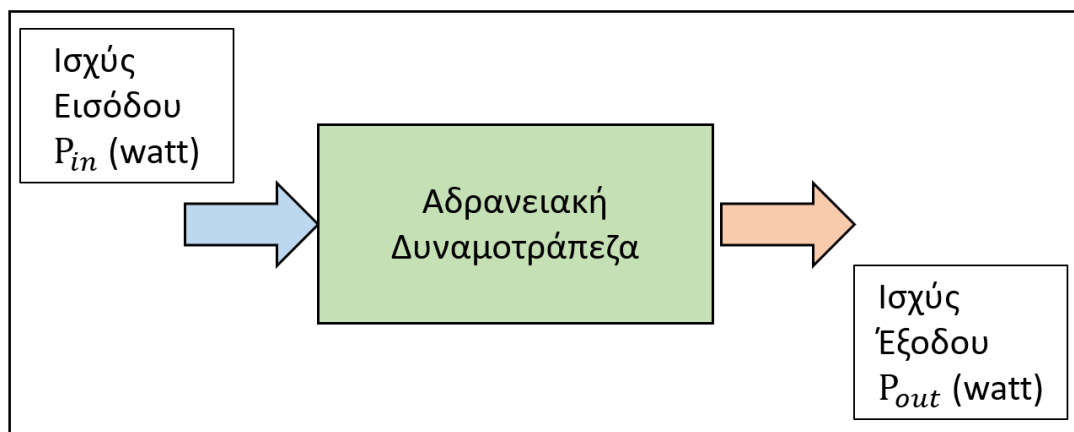 Ισχύς
Εισόδου
P_in (watt)
Αδρανειακή
Δυναμοτράπεζα
Ισχύς
Έξοδου
P_out (watt)